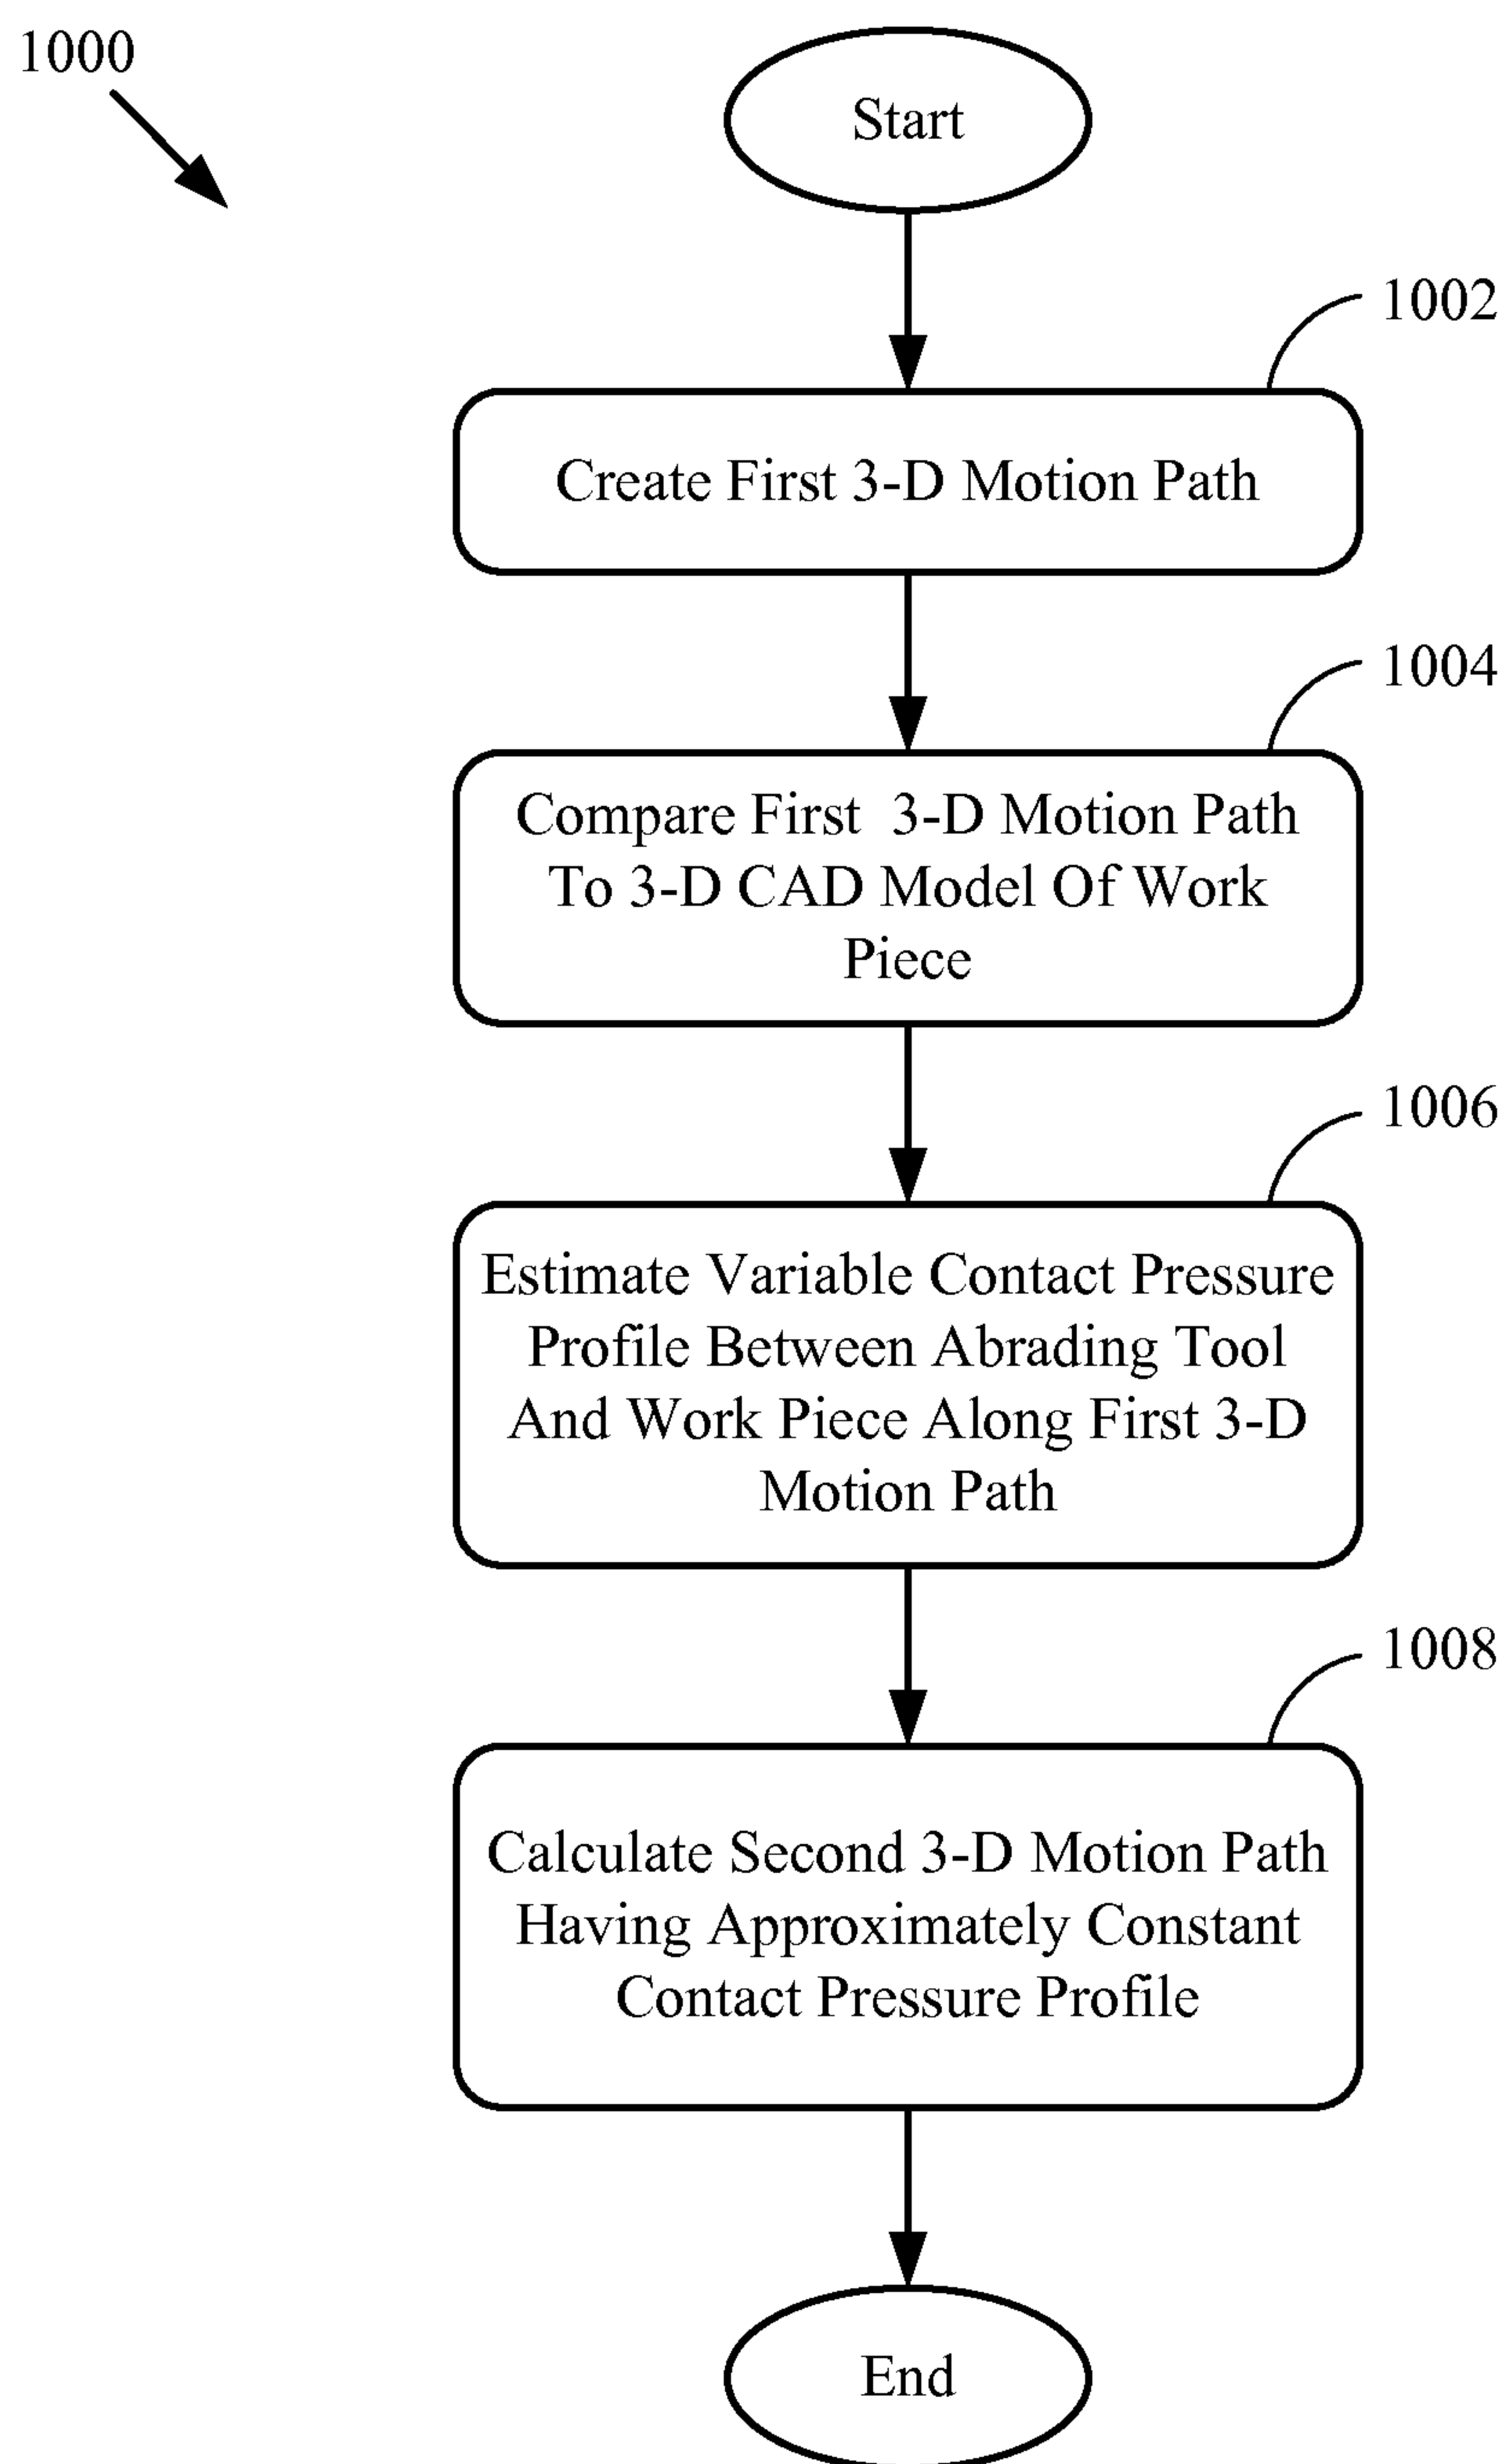 1000
Start
1002
Create First 3-D Motion Path
1004
Compare First 3-D Motion Path
To 3-D CAD Model Of Work
Piece
1006
Estimate Variable Contact Pressure
Profile Between Abrading Tool
And Work Piece Along First 3-D
Motion Path
1008
Calculate Second 3-D Motion Path
Having Approximately Constant
Contact Pressure Profile
End